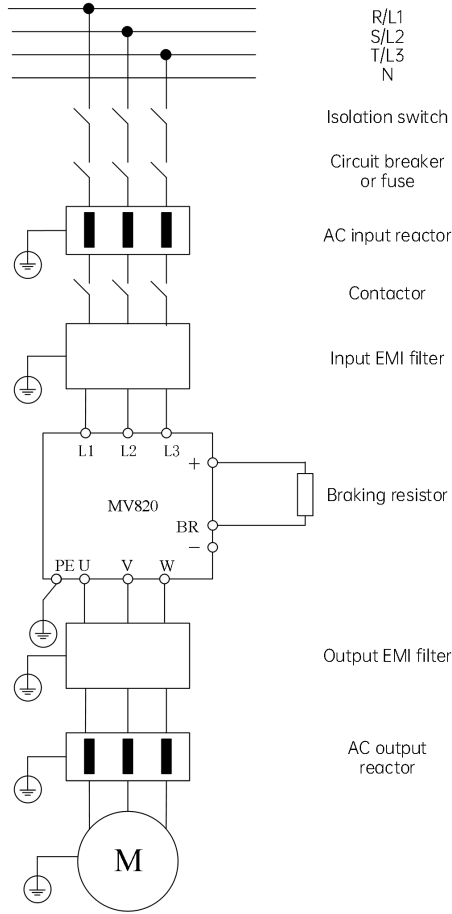 R/L1
S/L2
T/L3
N
Isolation switch
Circuit breaker
or fuse
AC input reactor
Contactor
Input EMI filter
L1 L2 L3
+
MV820
Braking resistor
BR
−
PE U V W
Output EMI filter
AC output
reactor
M